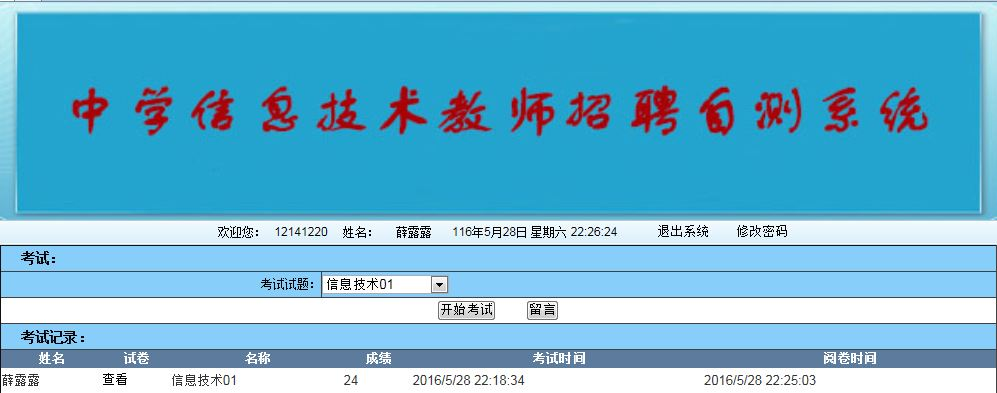 中学信息技术教师招聘自测系统
欢迎您： 12141220 姓名： 薛露露 116年5月28日 星期六 22:26:24 退出系统 修改密码
考试：
考试试题： 信息技术01
开始考试 留言
考试记录：
姓名 试卷 名称 成绩 考试时间 阅卷时间
薛露露 查看 信息技术01 24 2016/5/28 22:18:34 2016/5/28 22:25:03